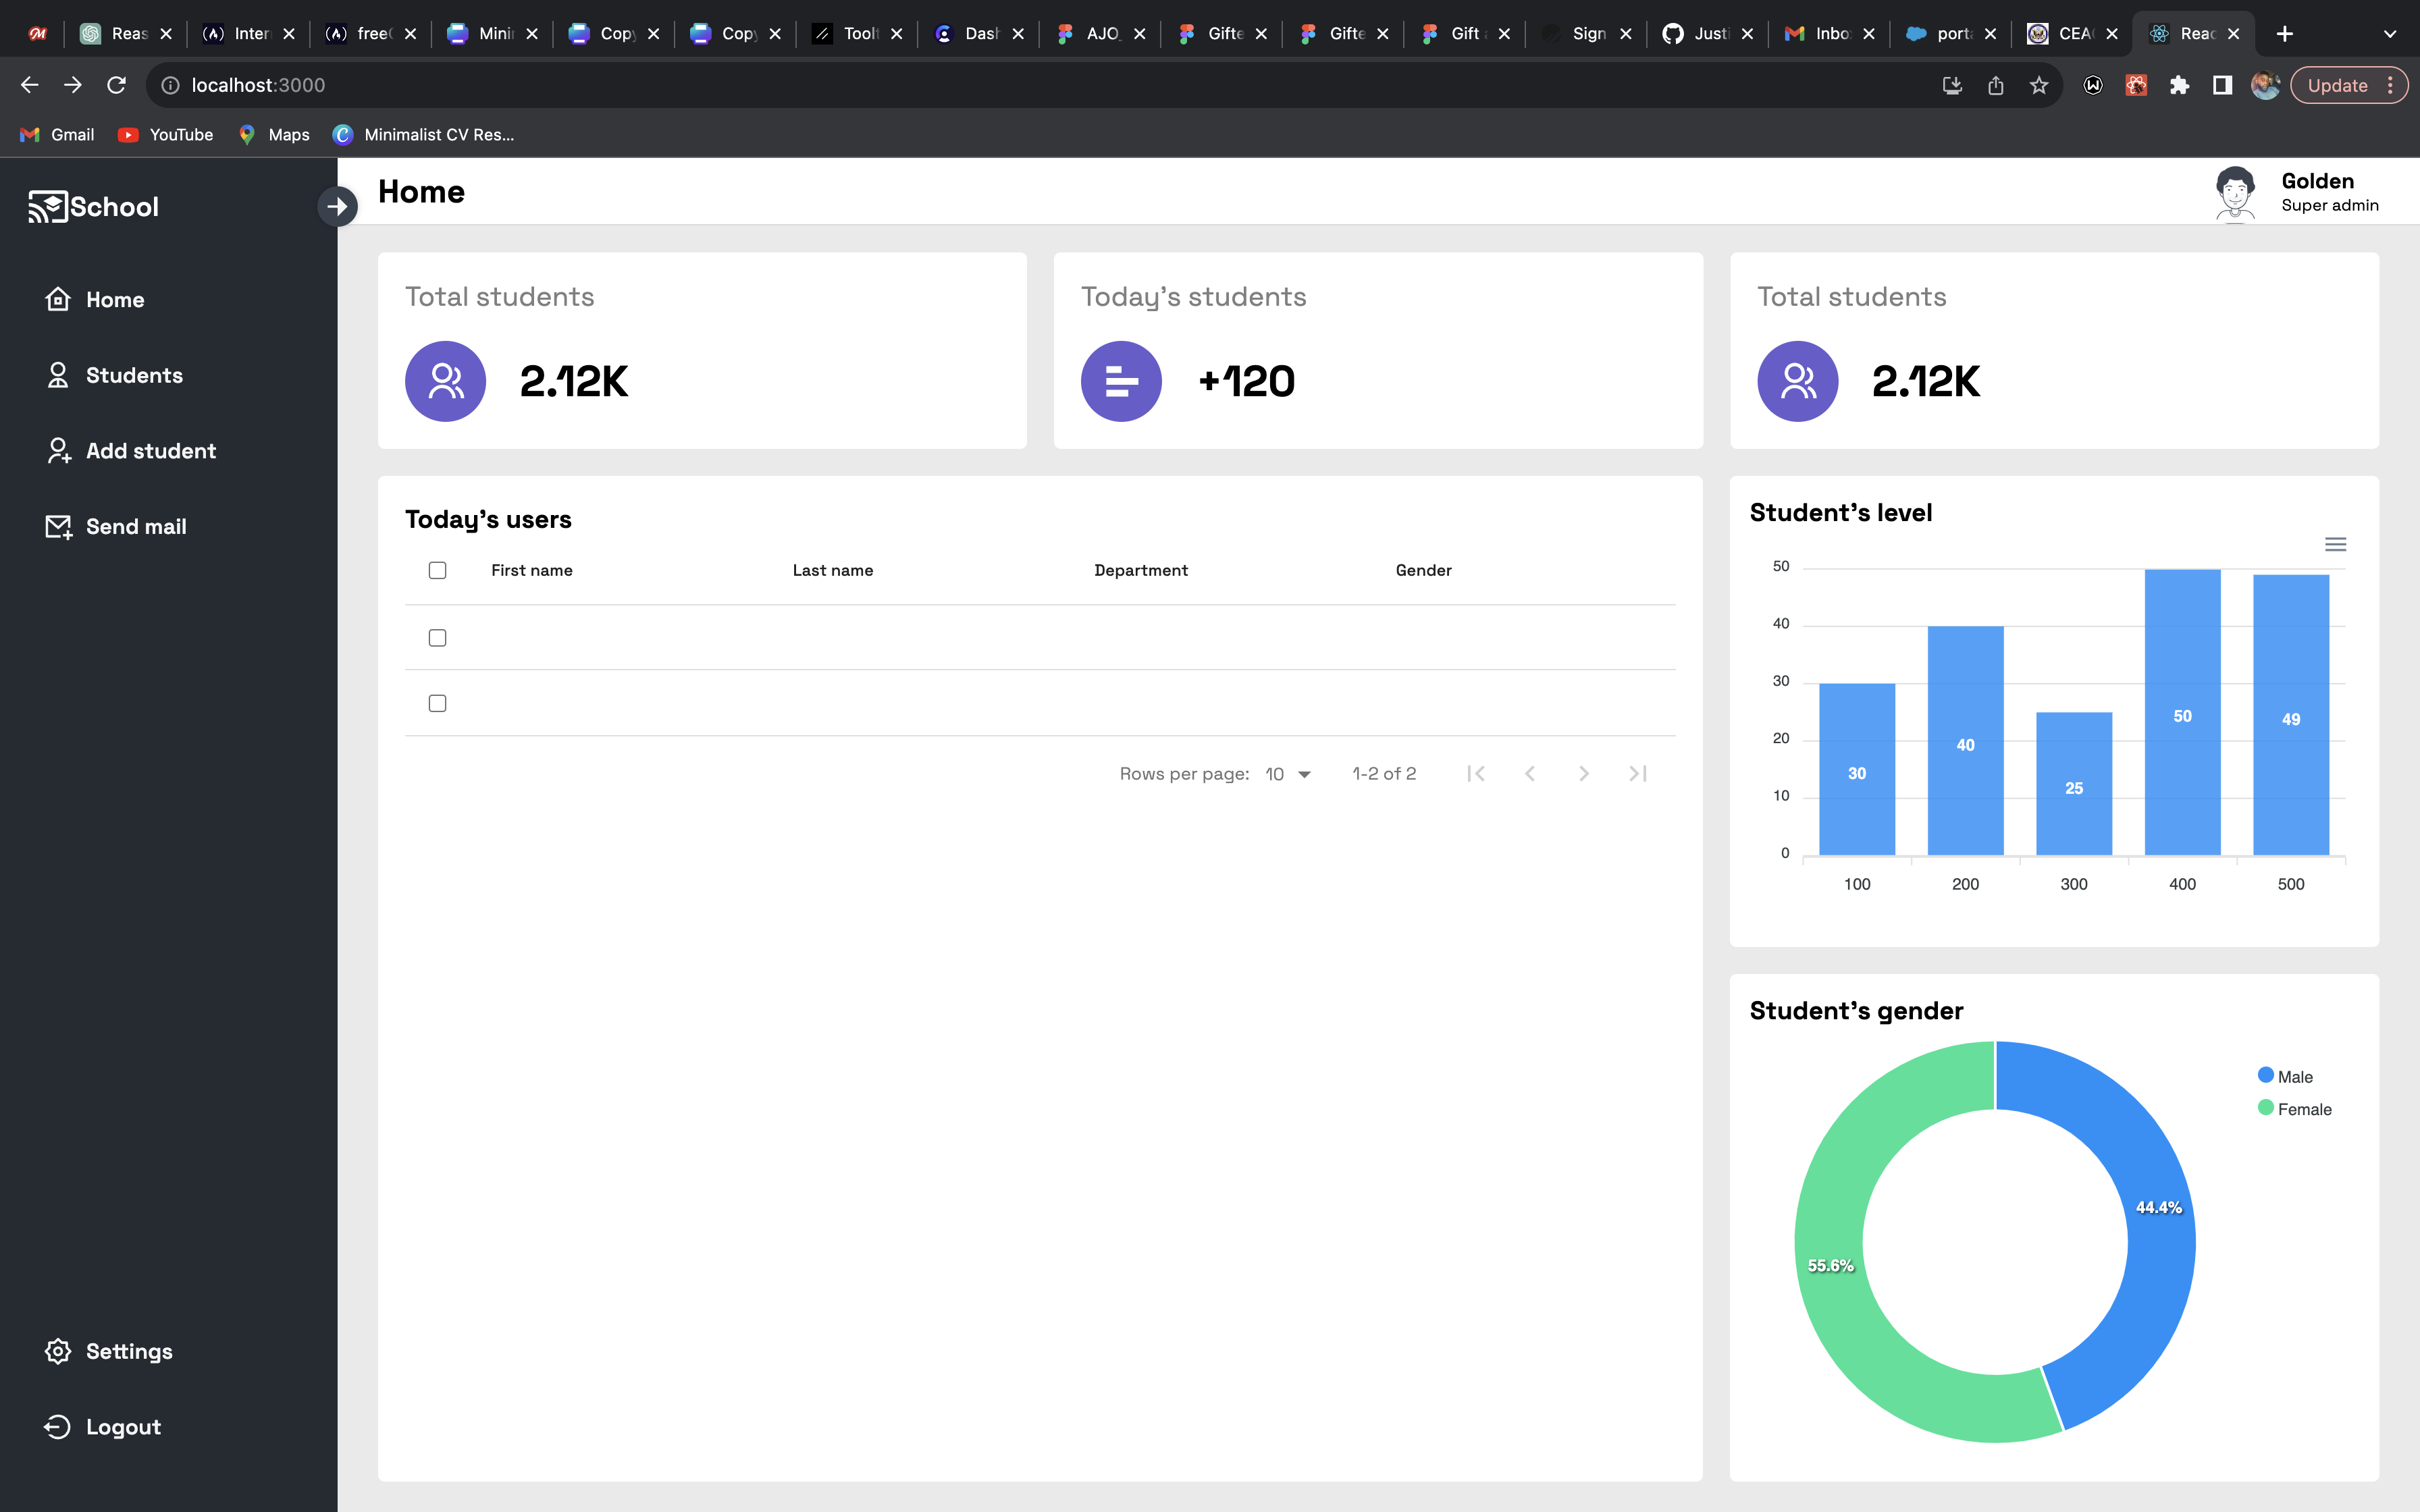 Reas
Inter
free
Mini
Copy
Copy
Toolt
Dash
AJO_
Gifte
Gifte
Gift a
Sign
Justi
Inbo
porta
CEA
Reac
localhost:3000
Update
Gmail
YouTube
Maps
Minimalist CV Res...
School
Home
Students
Add student
Send mail
Settings
Logout
Home
Golden
Super admin
Total students
2.12K
Today's students
+120
Total students
2.12K
Today's users
First name Last name Department Gender
Rows per page: 10 1-2 of 2
Student's level
50
40
30
20
10
0
30
40
25
50
49
100 200 300 400 500
Student's gender
Male
Female
44.4%
55.6%